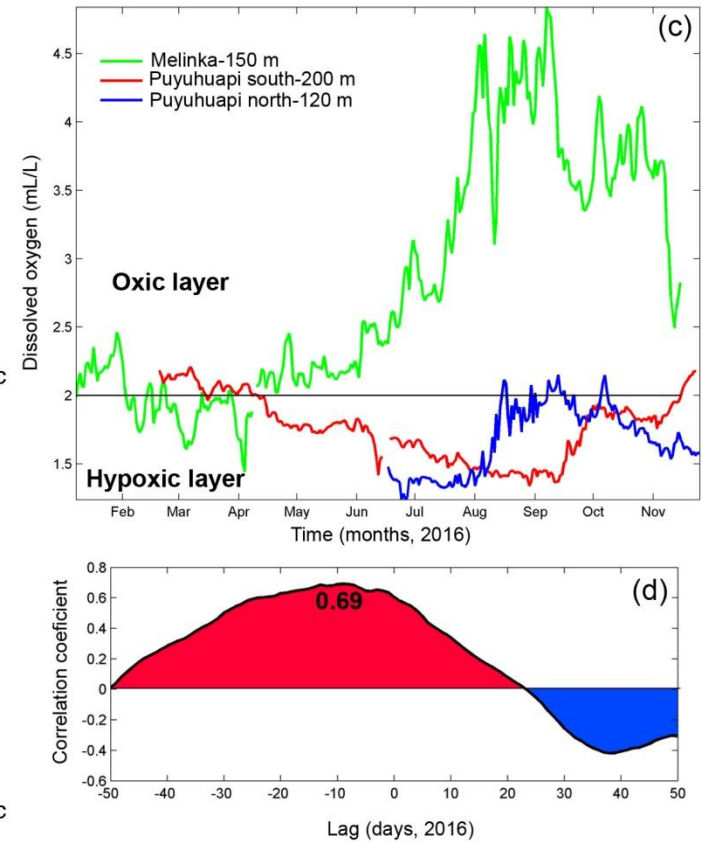 (c)
Melinka-150 m
Puyuhuapi south-200 m
Puyuhuapi north-120 m
Dissolved oxygen (mL/L)
4.5
4
3.5
3
2.5
2
1.5
Oxic layer
Hypoxic layer
Feb Mar Apr May Jun Jul Aug Sep Oct Nov
Time (months, 2016)
c
(d)
0.69
Correlation coeficient
0.8
0.6
0.4
0.2
0
-0.2
-0.4
-0.6
-50 -40 -30 -20 -10 0 10 20 30 40 50
Lag (days, 2016)
c